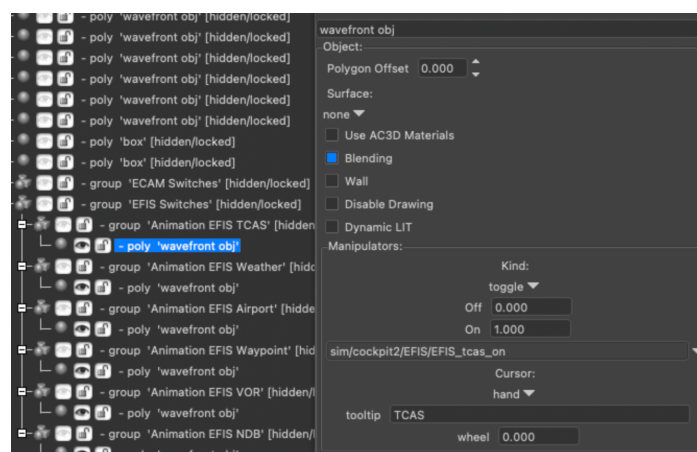 - poly 'wavefront obj' [hidden/locked]
- poly 'wavefront obj' [hidden/locked]
- poly 'wavefront obj' [hidden/locked]
- poly 'wavefront obj' [hidden/locked]
- poly 'wavefront obj' [hidden/locked]
- poly 'wavefront obj' [hidden/locked]
- poly 'box' [hidden/locked]
- poly 'box' [hidden/locked]
- group 'ECAM Switches' [hidden/locked]
- group 'EFIS Switches' [hidden/locked]
- group 'Animation EFIS TCAS' [hidden
- poly 'wavefront obj'
- group 'Animation EFIS Weather' [hidd
- poly 'wavefront obj'
- group 'Animation EFIS Airport' [hidde
- poly 'wavefront obj'
- group 'Animation EFIS Waypoint' [hid
- poly 'wavefront obj'
- group 'Animation EFIS VOR' [hidden/l
- poly 'wavefront obj'
- group 'Animation EFIS NDB' [hidden/l
wavefront obj
Object:
Polygon Offset 0.000
Surface:
none
Use AC3D Materials
Blending
Wall
Disable Drawing
Dynamic LIT
Manipulators:
Kind:
toggle
Off 0.000
On 1.000
sim/cockpit2/EFIS/EFIS_tcas_on
Cursor:
hand
tooltip TCAS
wheel 0.000